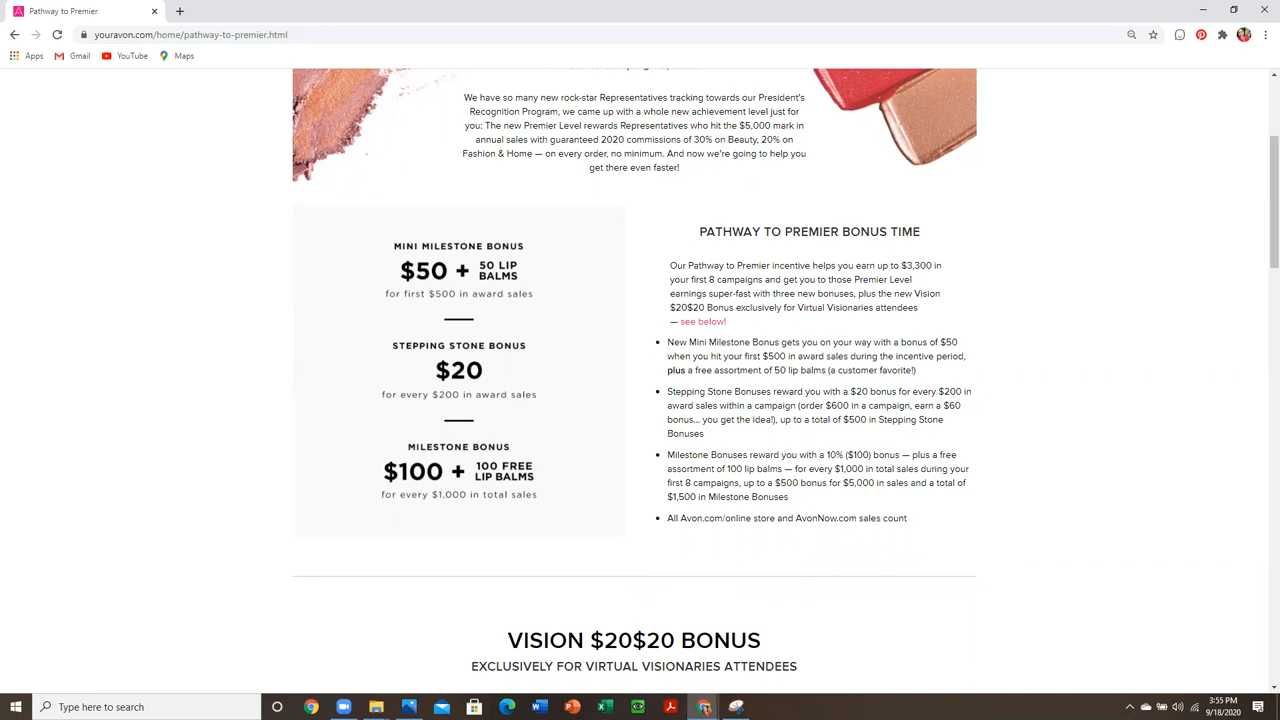 Pathway to Premier
youravon.com/home/pathway-to-premier.html
Apps
Gmail
YouTube
Maps
We have so many new rock-star Representatives tracking towards our President's
Recognition Program, we came up with a whole new achievement level just for
you: The new Premier Level rewards Representatives who hit the $5,000 mark in
annual sales with guaranteed 2020 commissions of 30% on Beauty, 20% on
Fashion & Home — on every order, no minimum. And now we're going to help you
get there even faster!
MINI MILESTONE BONUS
$50 + 50 LIP
BALMS
for first $500 in award sales
STEPPING STONE BONUS
$20
for every $200 in award sales
MILESTONE BONUS
$100 + 100 FREE
LIP BALMS
for every $1,000 in total sales
PATHWAY TO PREMIER BONUS TIME
Our Pathway to Premier incentive helps you earn up to $3,300 in
your first 8 campaigns and get you to those Premier Level
earnings super-fast with three new bonuses, plus the new Vision
$20$20 Bonus exclusively for Virtual Visionaries attendees
— see below!
• New Mini Milestone Bonus gets you on your way with a bonus of $50
when you hit your first $500 in award sales during the incentive period,
plus a free assortment of 50 lip balms (a customer favorite!)
• Stepping Stone Bonuses reward you with a $20 bonus for every $200 in
award sales within a campaign (order $600 in a campaign, earn a $60
bonus... you get the idea!), up to a total of $500 in Stepping Stone
Bonuses
• Milestone Bonuses reward you with a 10% ($100) bonus — plus a free
assortment of 100 lip balms — for every $1,000 in total sales during your
first 8 campaigns, up to a $500 bonus for $5,000 in sales and a total of
$1,500 in Milestone Bonuses
• All Avon.com/online store and AvonNow.com sales count
VISION $20$20 BONUS
EXCLUSIVELY FOR VIRTUAL VISIONARIES ATTENDEES
Type here to search
3:55 PM
9/18/2020